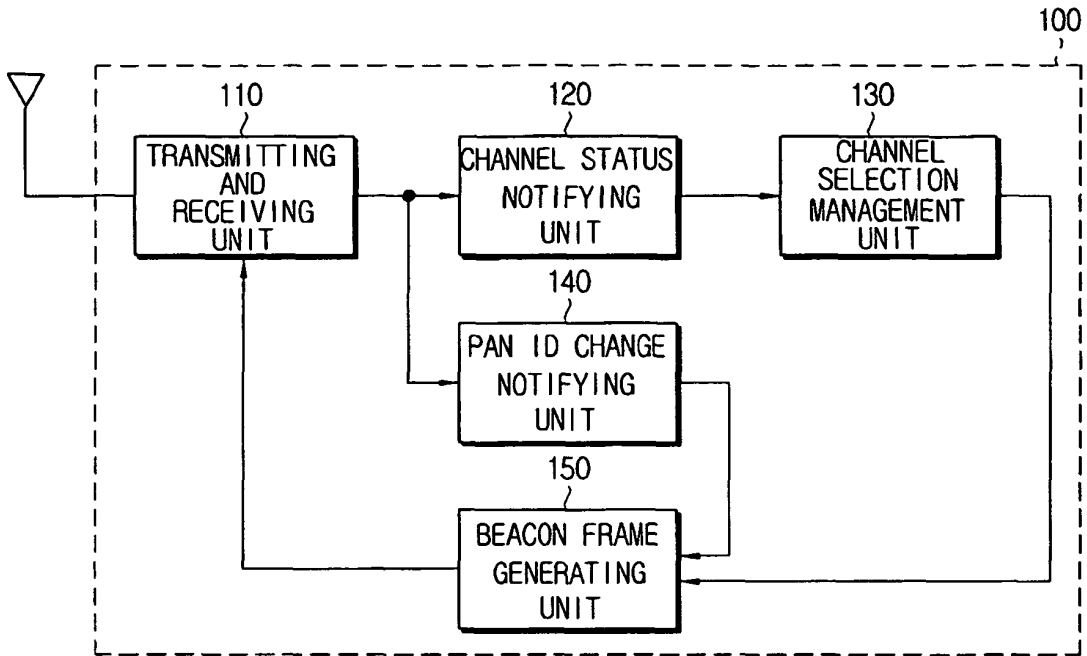 100
110
120
130
TRANSMITTING
AND
RECEIVING
UNIT
CHANNEL STATUS
NOTIFYING
UNIT
CHANNEL
SELECTION
MANAGEMENT
UNIT
140
PAN ID CHANGE
NOTIFYING
UNIT
150
BEACON FRAME
GENERATING
UNIT